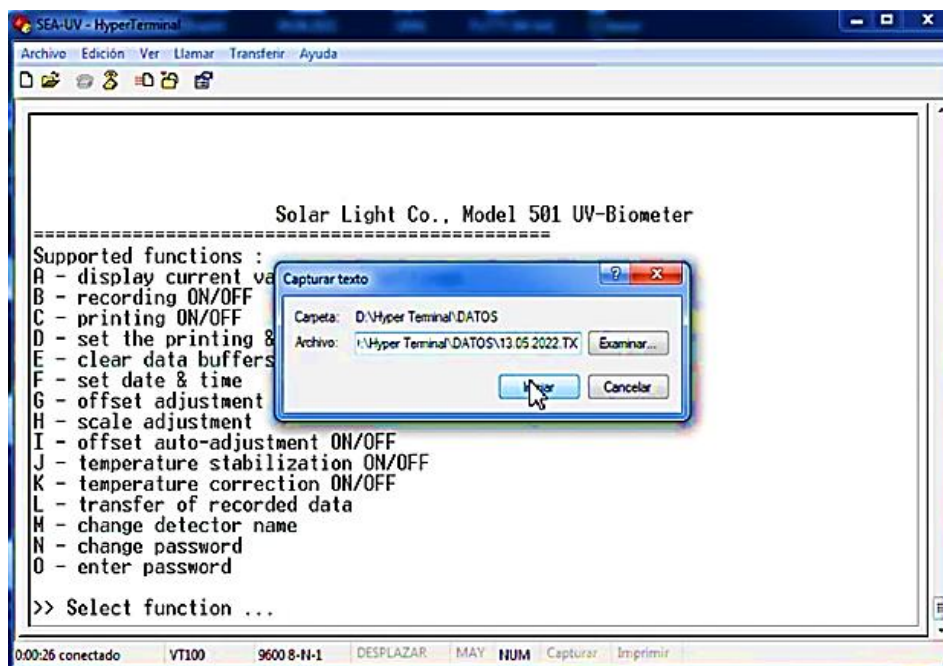 SEA-UV - HyperTerminal
Archivo Edición Ver Llamar Transferir Ayuda
Solar Light Co., Model 501 UV-Biometer
==============================================
Supported functions :
A - display current va
B - recording ON/OFF
C - printing ON/OFF
D - set the printing &
E - clear data buffers
F - set date & time
G - offset adjustment
H - scale adjustment
I - offset auto-adjustment ON/OFF
J - temperature stabilization ON/OFF
K - temperature correction ON/OFF
L - transfer of recorded data
M - change detector name
N - change password
O - enter password
>> Select function ...
Capturar texto
Carpeta: D:\Hyper Terminal\DATOS
Archivo: :\Hyper Terminal\DATOS\13.05 2022.TX Examinar...
Cancelar
0:00:26 conectado VT100 9600 8-N-1 DESPLAZAR MAY NUM Capturar Imprimir